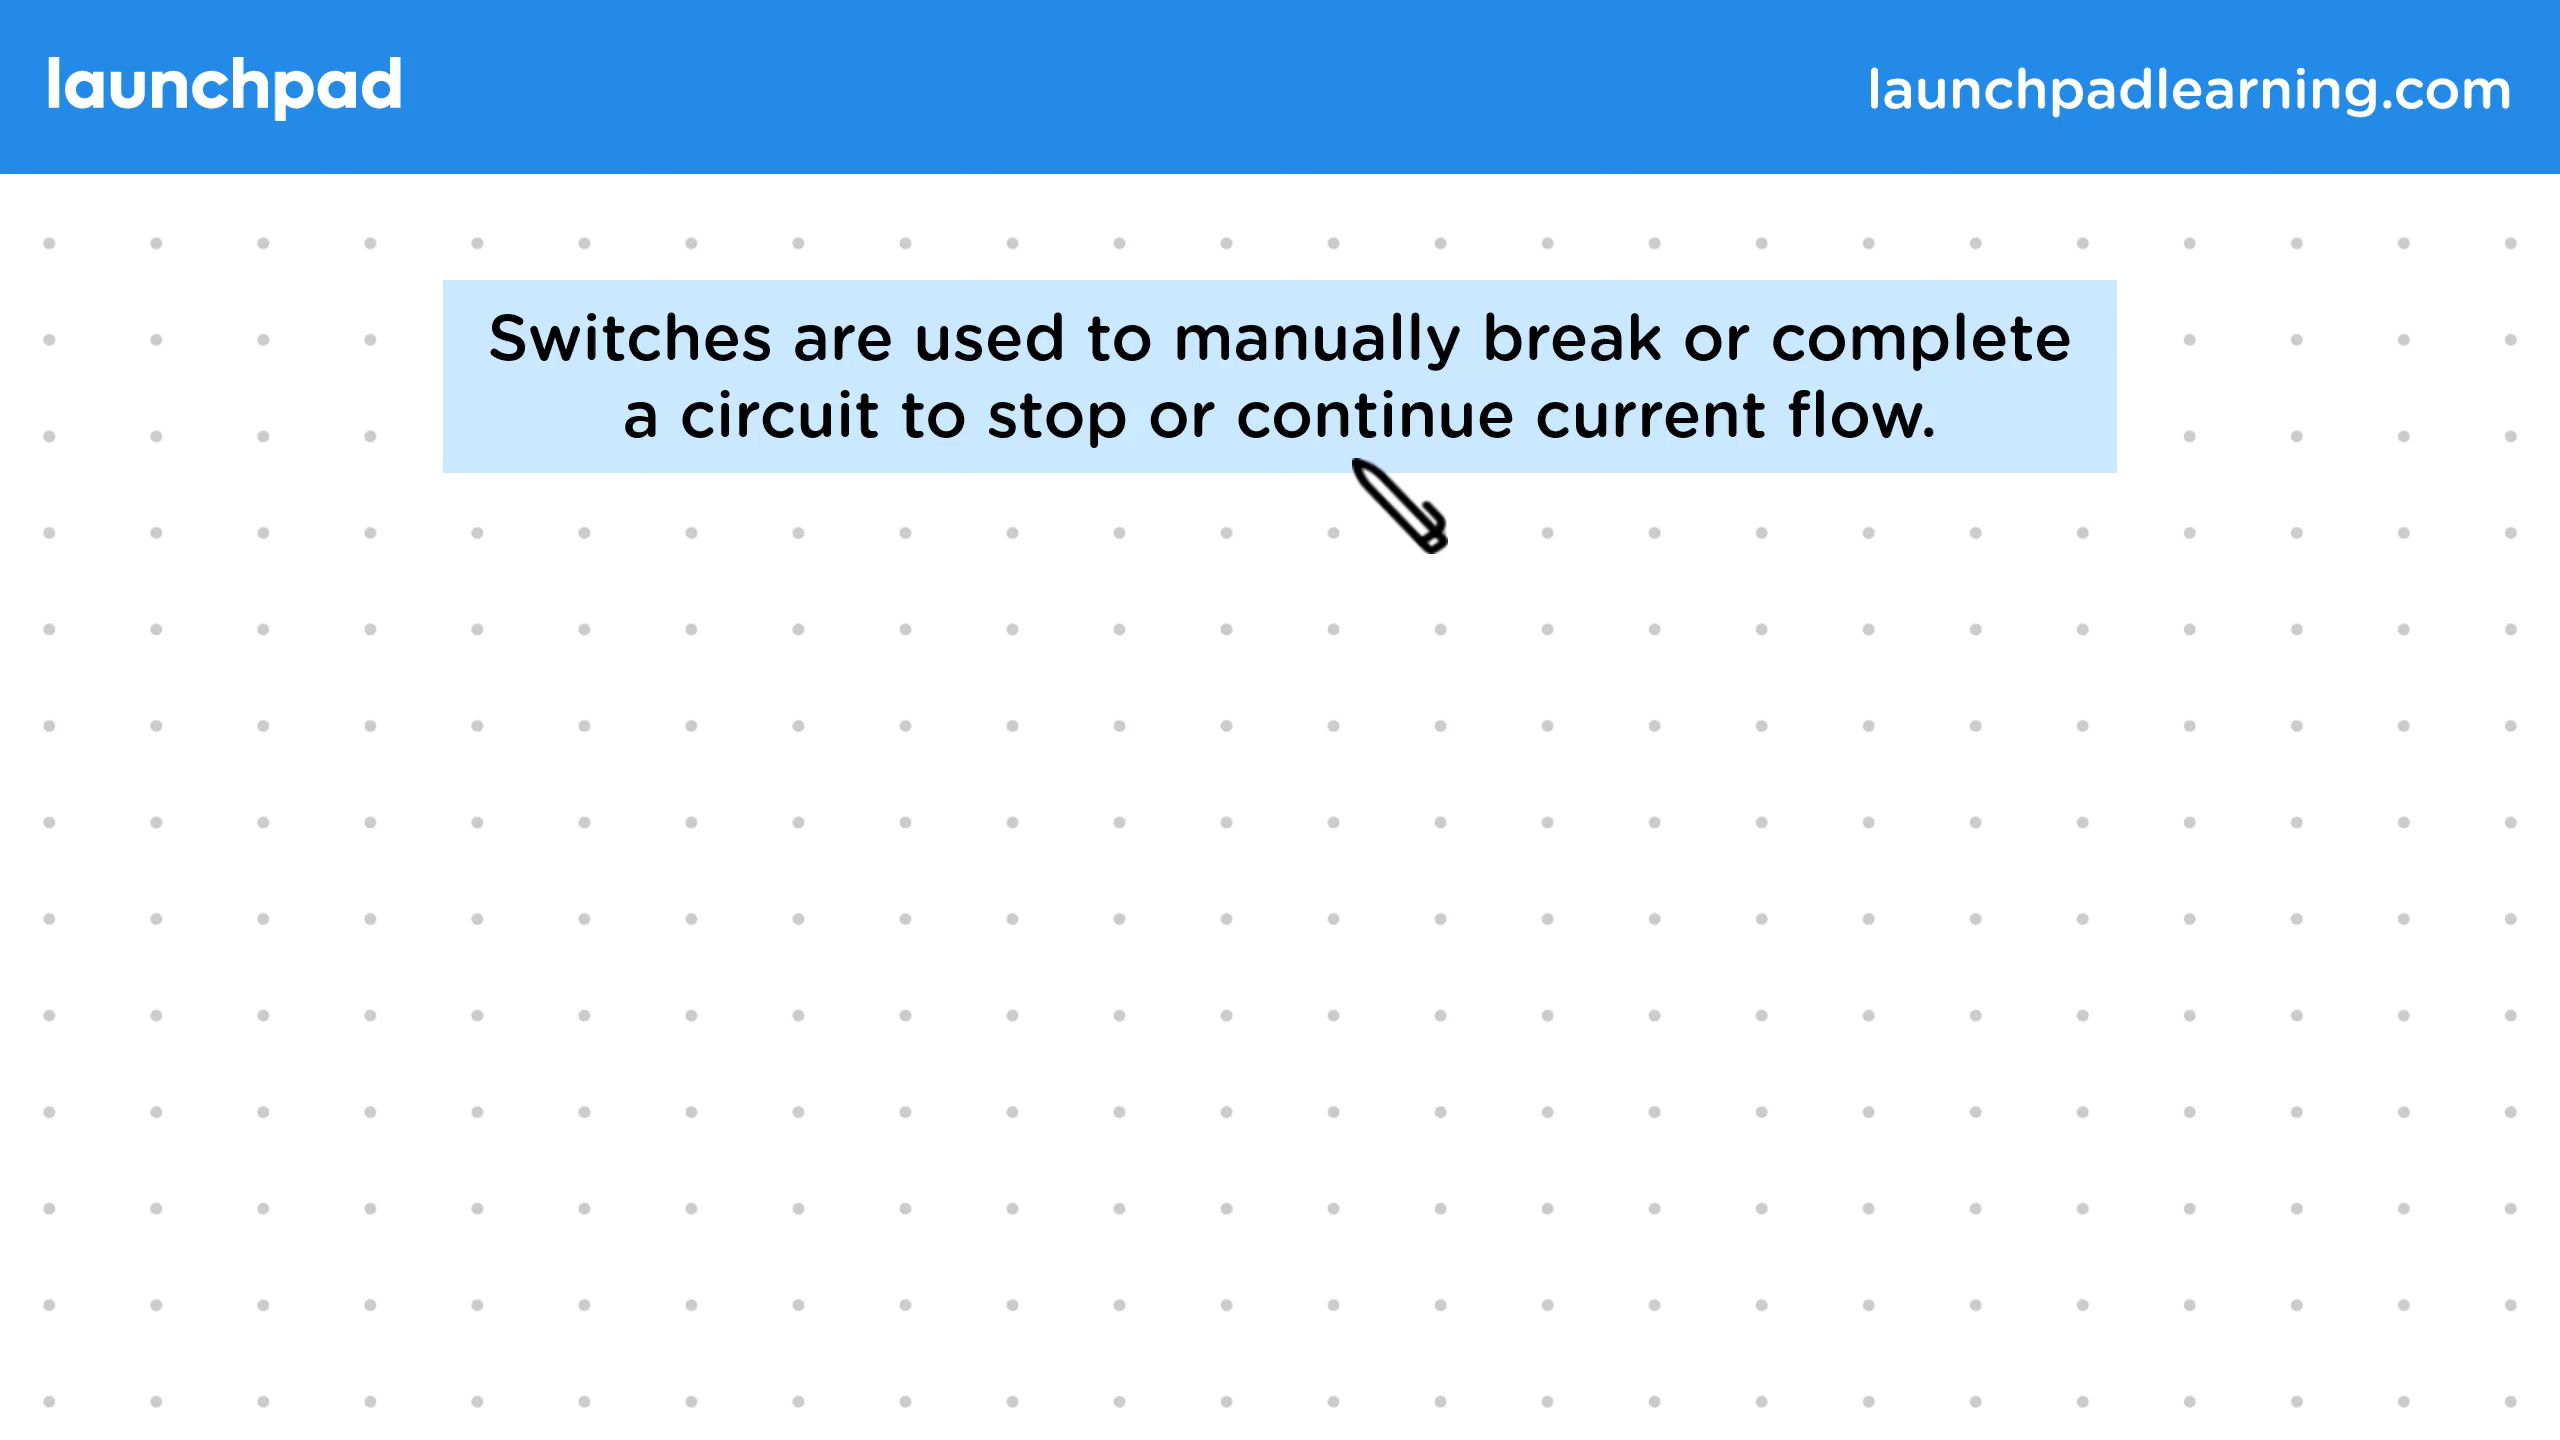 launchpad
launchpadlearning.com
Switches are used to manually break or complete
a circuit to stop or continue current flow.